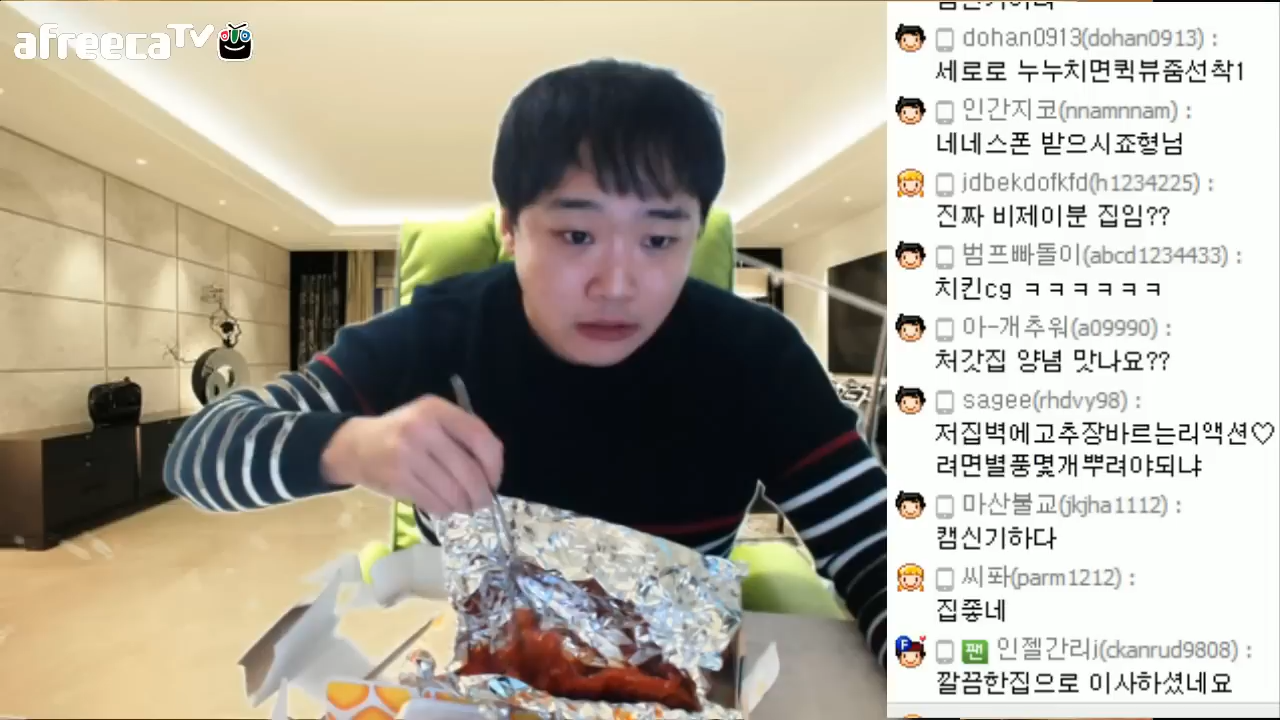 afreecaTV
dohan0913(dohan0913) :
세로로 누누치면퀵뷰줌선착1
인간지코(nnamnnam) :
네네스폰 받으시죠형님
jdbekdofkfd(h1234225) :
진짜 비제이분 집임??
범프빠돌이(abcd1234433) :
치킨cg ㅋㅋㅋㅋㅋㅋ
아-개추워(a09990) :
처갓집 양념 맛나요??
sagee(rhdvy98) :
저집벽에고추장바르는리액션♡
려면별풍몇개뿌려야되냐
마산불교(jkjha1112) :
캠신기하다
씨퐈(parm1212) :
집쫗네
F 팬 인젤간리j(ckanrud9808) :
깔끔한집으로 이사하셨네요